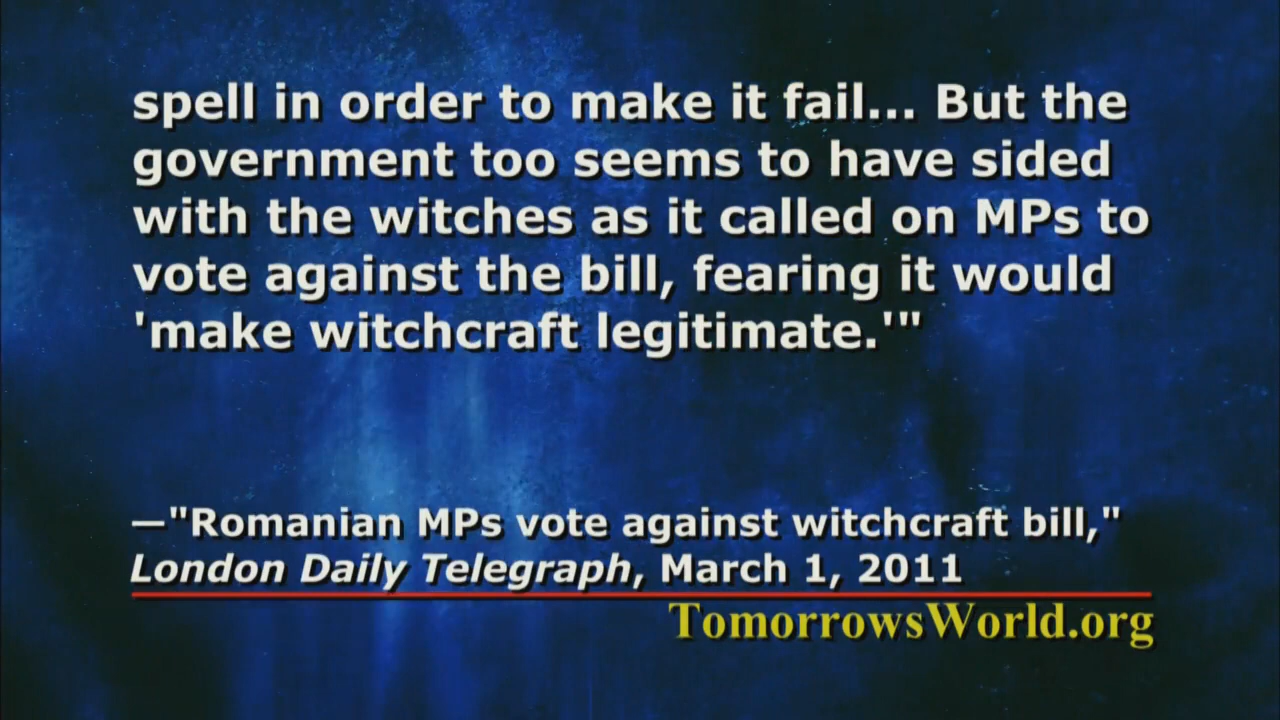 spell in order to make it fail... But the
government too seems to have sided
with the witches as it called on MPs to
vote against the bill, fearing it would
'make witchcraft legitimate.'"
—"Romanian MPs vote against witchcraft bill,"
London Daily Telegraph, March 1, 2011
TomorrowsWorld.org